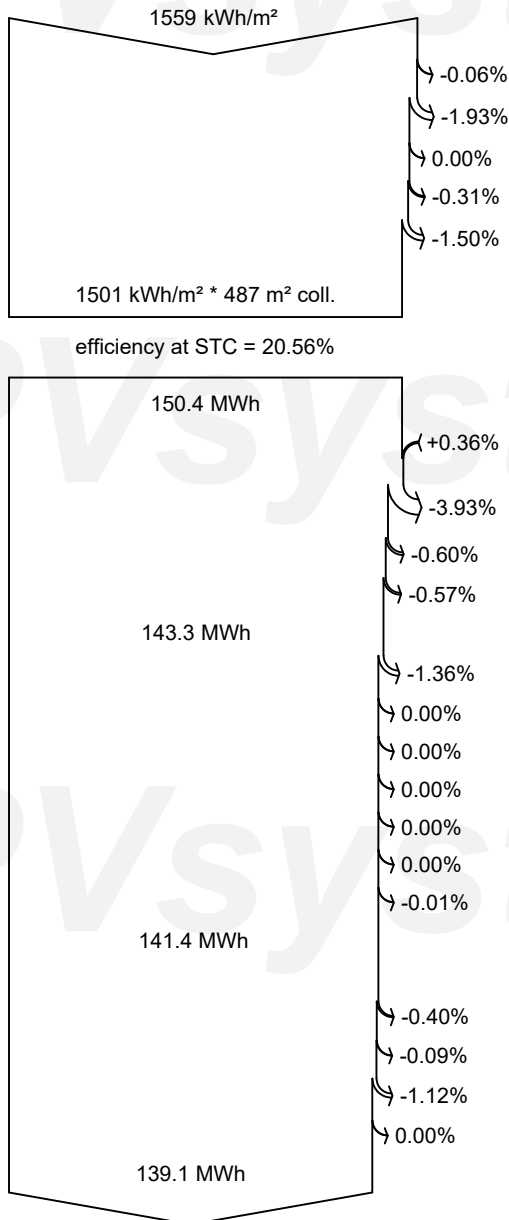 1559 kWh/m²
-0.06%
-1.93%
0.00%
-0.31%
-1.50%
1501 kWh/m² * 487 m² coll.
efficiency at STC = 20.56%
150.4 MWh
+0.36%
-3.93%
-0.60%
-0.57%
143.3 MWh
-1.36%
0.00%
0.00%
0.00%
0.00%
0.00%
-0.01%
141.4 MWh
-0.40%
-0.09%
-1.12%
0.00%
139.1 MWh
PVsyst
PVsyst
PVsyst